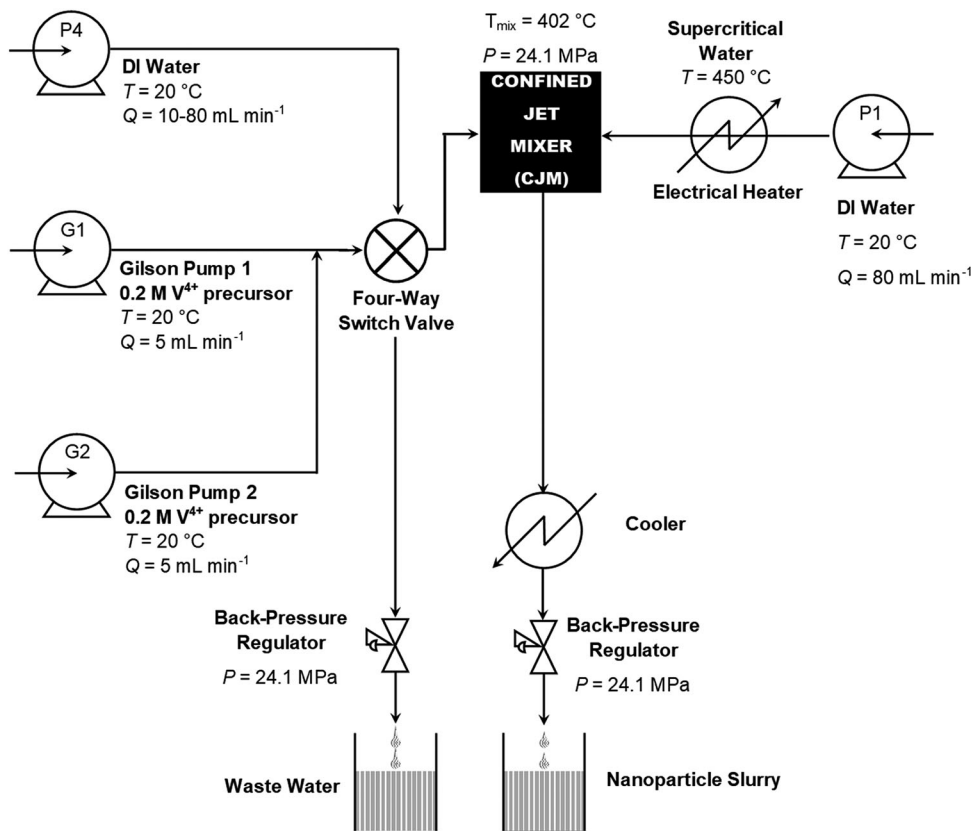 P4
DI Water
T = 20 °C
Q = 10-80 mL min⁻¹
G1
Gilson Pump 1
0.2 M V⁴⁺ precursor
T = 20 °C
Q = 5 mL min⁻¹
G2
Gilson Pump 2
0.2 M V⁴⁺ precursor
T = 20 °C
Q = 5 mL min⁻¹
Four-Way
Switch Valve
Back-Pressure
Regulator
P = 24.1 MPa
Waste Water
Tmix = 402 °C
P = 24.1 MPa
CONFINED
JET
MIXER
(CJM)
Supercritical
Water
T = 450 °C
Electrical Heater
P1
DI Water
T = 20 °C
Q = 80 mL min⁻¹
Cooler
Back-Pressure
Regulator
P = 24.1 MPa
Nanoparticle Slurry